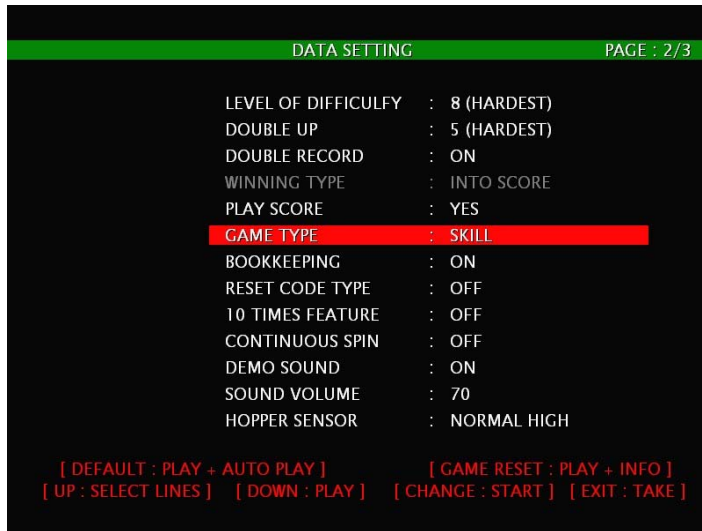 DATA SETTING PAGE : 2/3
LEVEL OF DIFFICULFY : 8 (HARDEST)
DOUBLE UP : 5 (HARDEST)
DOUBLE RECORD : ON
WINNING TYPE : INTO SCORE
PLAY SCORE : YES
GAME TYPE : SKILL
BOOKKEEPING : ON
RESET CODE TYPE : OFF
10 TIMES FEATURE : OFF
CONTINUOUS SPIN : OFF
DEMO SOUND : ON
SOUND VOLUME : 70
HOPPER SENSOR : NORMAL HIGH
[ DEFAULT : PLAY + AUTO PLAY ] [ GAME RESET : PLAY + INFO ]
[ UP : SELECT LINES ] [ DOWN : PLAY ] [ CHANGE : START ] [ EXIT : TAKE ]